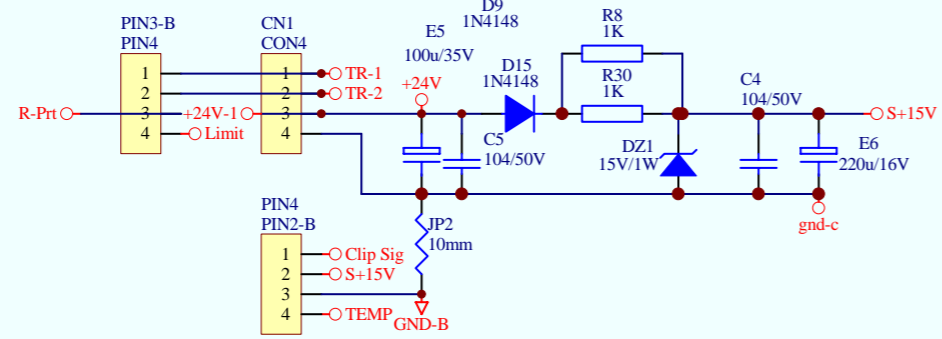 D9
1N4148
R8
1K
PIN3-B
PIN4
CN1
CON4
E5
100u/35V
D15
1N4148
R30
1K
C4
104/50V
1
2
3
4
1
2
3
4
TR-1
TR-2
+24V
R-Prt
+24V-1
Limit
C5
104/50V
DZ1
15V/1W
E6
220u/16V
S+15V
gnd-c
PIN4
PIN2-B
JP2
10mm
1
2
3
4
Clip Sig
S+15V
TEMP
GND-B